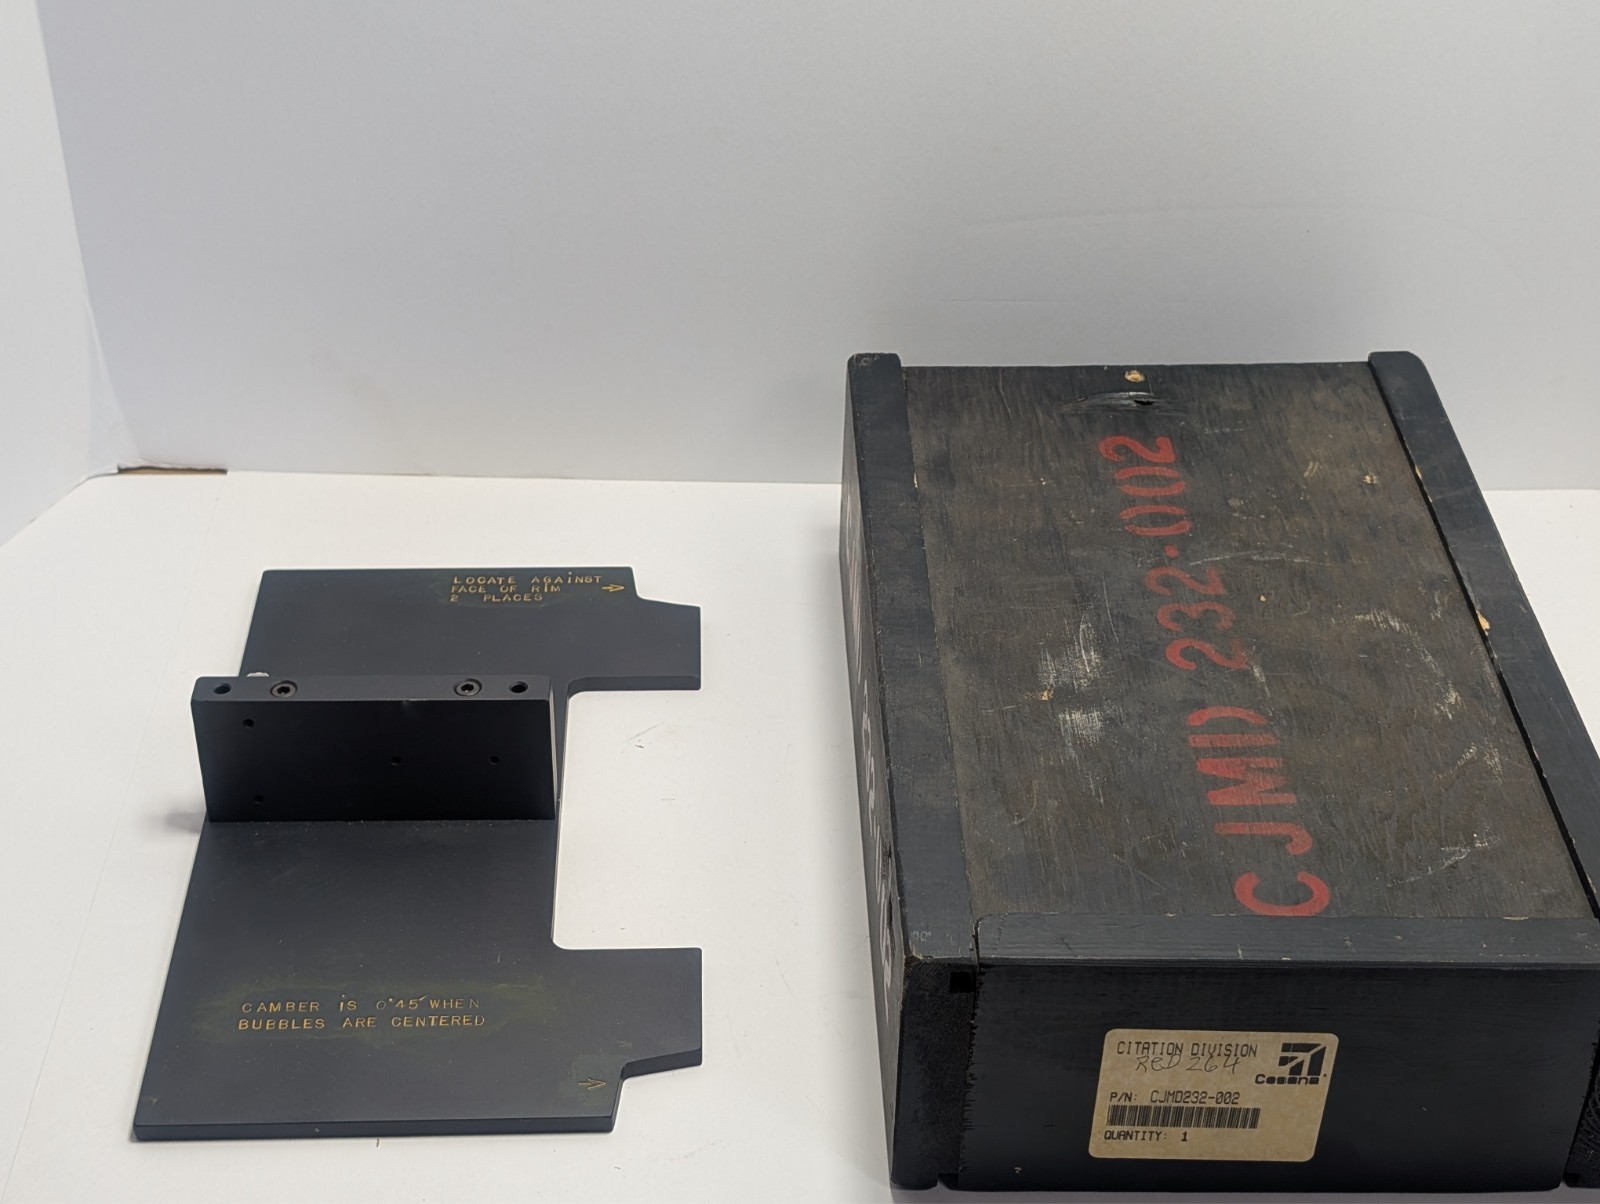 LOCATE AGAINST
FACE OF RIM
2 PLACES
CAMBER iS 0°45′ WHEN
BUBBLES ARE CENTERED
CJMD 232-002
CITATION DIVISION
RED 264
Cessna
P/N: CJMD232-002
QUANTITY: 1